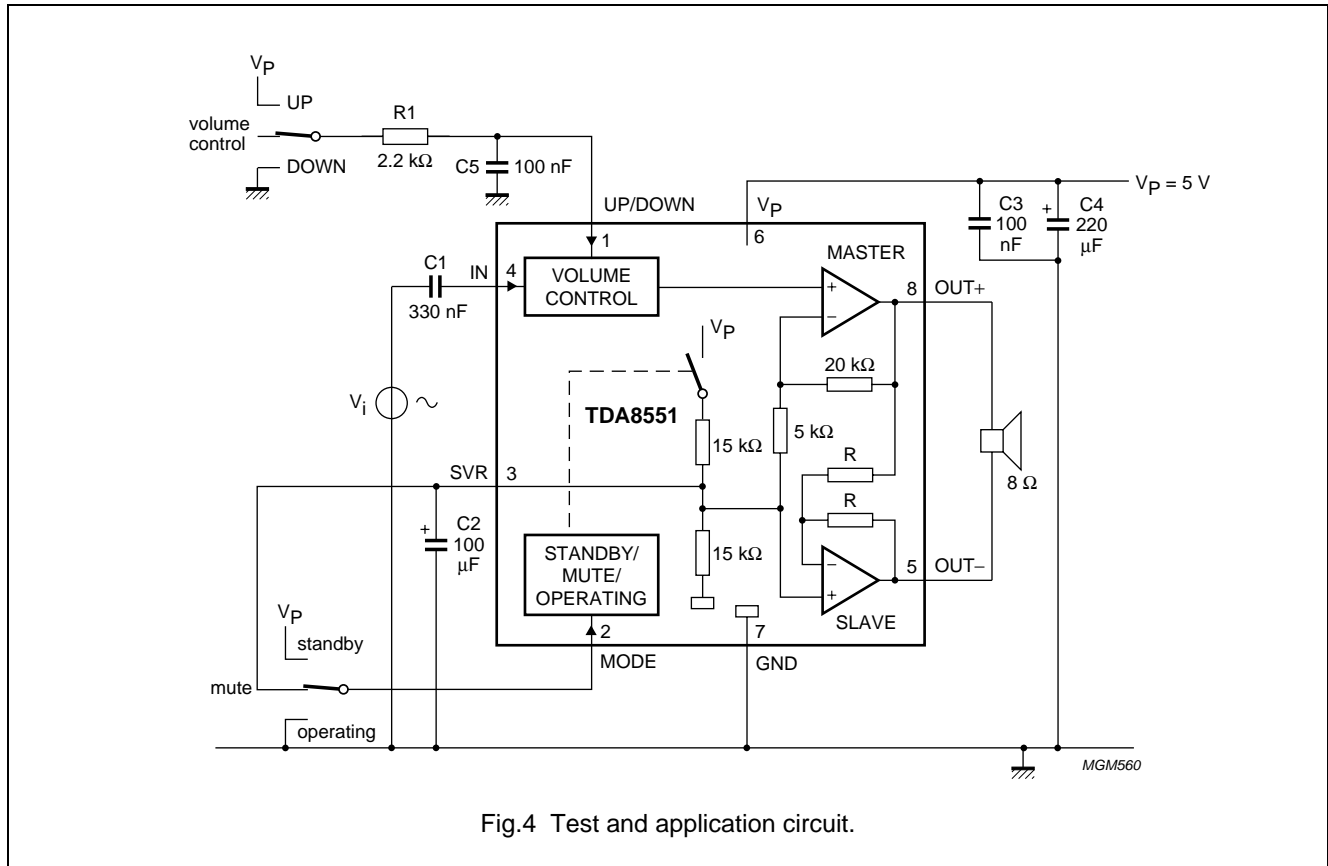 VP
UP
volume
control
DOWN
R1
2.2 kΩ
C5
100 nF
UP/DOWN
VP
VP = 5 V
C3
100
nF
+
C4
220
μF
1
6
C1
330 nF
IN
4
VOLUME
CONTROL
MASTER
+
−
8
OUT+
VP
20 kΩ
Vi
TDA8551
15 kΩ
5 kΩ
SVR
3
R
R
8 Ω
+
C2
100
μF
STANDBY/
MUTE/
OPERATING
15 kΩ
−
+
5
OUT−
SLAVE
VP
standby
2
7
MODE
GND
mute
operating
MGM560
Fig.4 Test and application circuit.